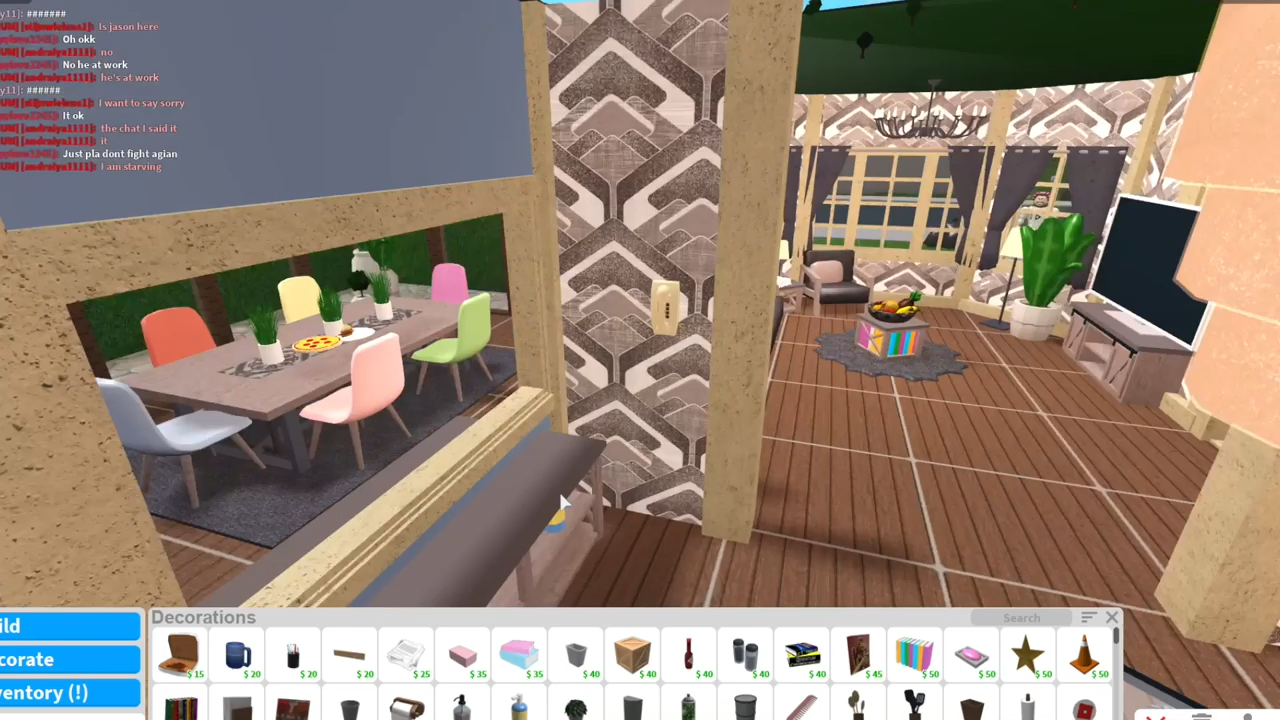 y11]: #######
Is jason here
Oh okk
no
No he at work
he's at work
y11]: ######
I want to say sorry
It ok
the chat I said it
it
Just pla dont fight agian
I am starving
Decorations
Search
ild
corate
ventory (!)
$ 15
$ 20
$ 20
$ 20
$ 25
$ 35
$ 35
$ 40
$ 40
$ 40
$ 40
$ 40
$ 45
$ 50
$ 50
$ 50
$ 50